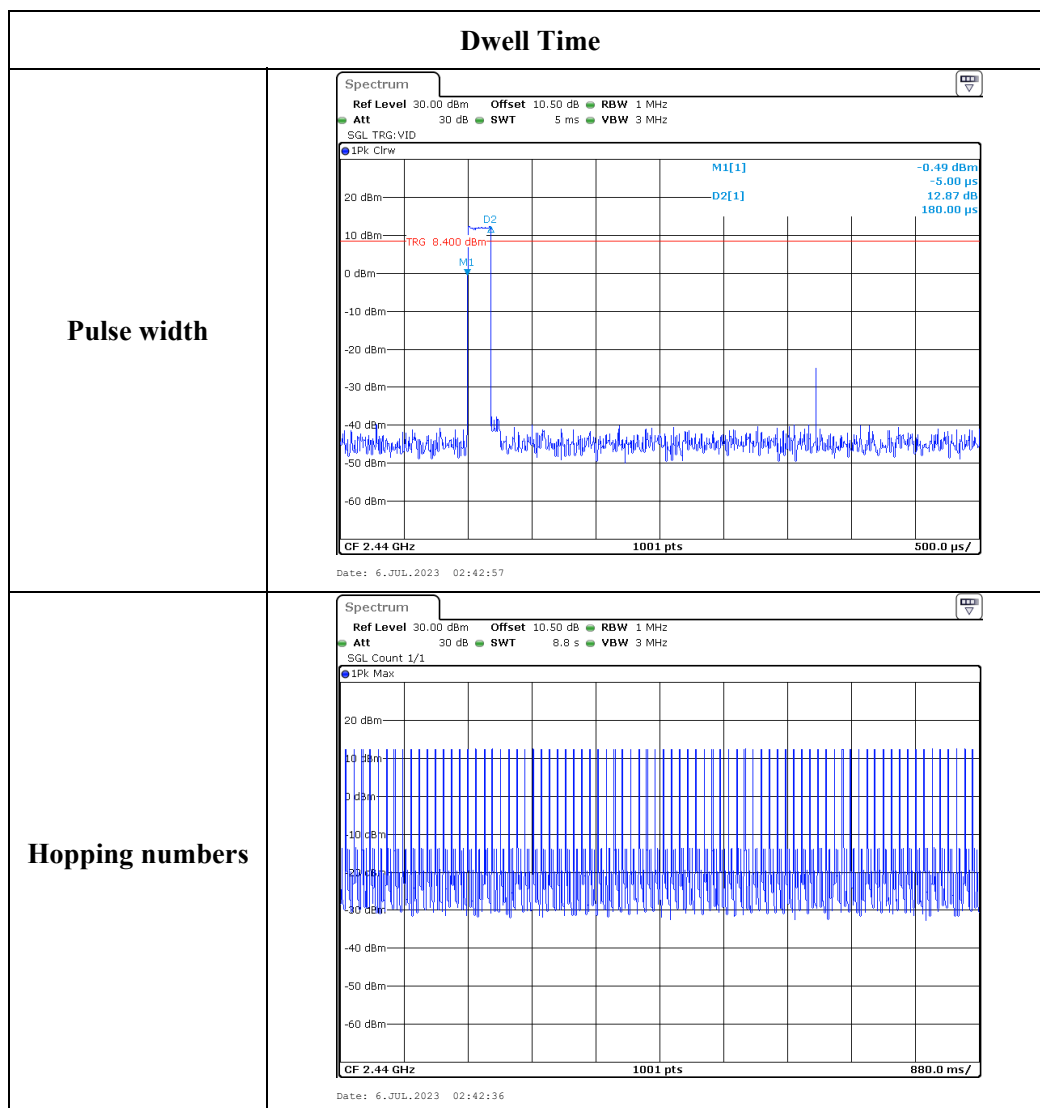 Dwell Time
Pulse width
Spectrum
Ref Level 30.00 dBm Offset 10.50 dB RBW 1 MHz
Att 30 dB SWT 5 ms VBW 3 MHz
SGL TRG:VID
1Pk Clrw
M1[1] -0.49 dBm
-5.00 µs
D2[1] 12.87 dB
180.00 µs
20 dBm
D2
10 dBm
TRG 8.400 dBm
M1
0 dBm
-10 dBm
-20 dBm
-30 dBm
-40 dBm
-50 dBm
-60 dBm
CF 2.44 GHz 1001 pts 500.0 µs/
Date: 6.JUL.2023 02:42:57
Hopping numbers
Spectrum
Ref Level 30.00 dBm Offset 10.50 dB RBW 1 MHz
Att 30 dB SWT 8.8 s VBW 3 MHz
SGL Count 1/1
1Pk Max
20 dBm
10 dBm
0 dBm
-10 dBm
-20 dBm
-30 dBm
-40 dBm
-50 dBm
-60 dBm
CF 2.44 GHz 1001 pts 880.0 ms/
Date: 6.JUL.2023 02:42:36